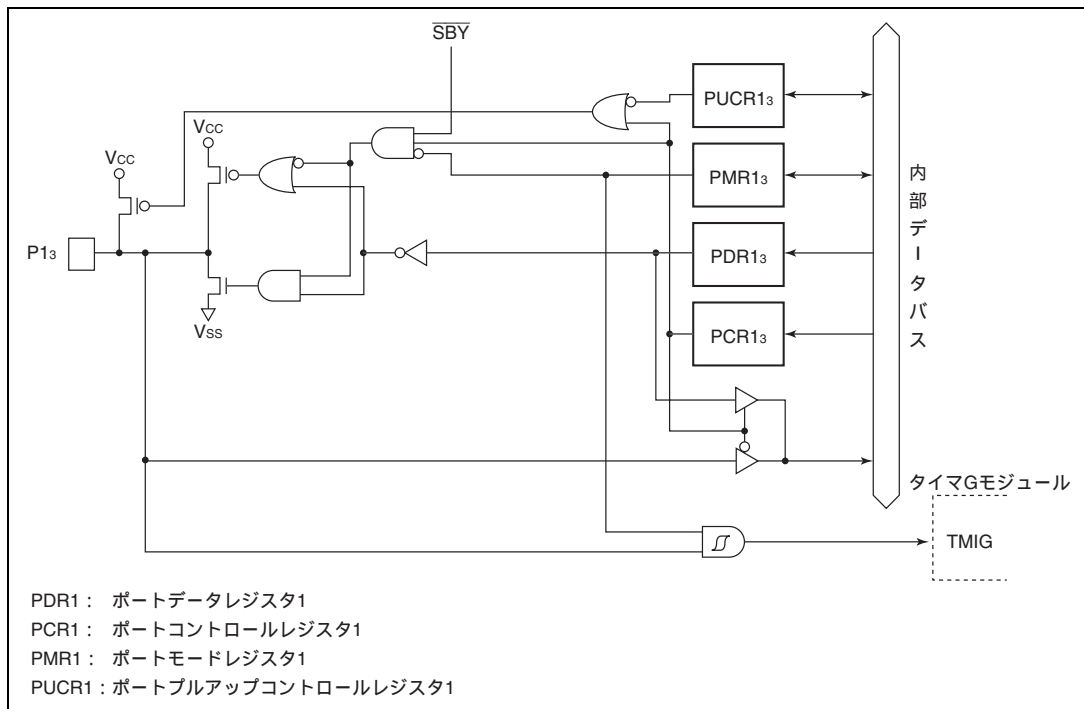 SBY
PUCR1₃
Vcc
Vcc
PMR1₃
内部データバス
P1₃
PDR1₃
Vss
PCR1₃
タイマGモジュール
TMIG
PDR1： ポートデータレジスタ1
PCR1： ポートコントロールレジスタ1
PMR1： ポートモードレジスタ1
PUCR1：ポートプルアップコントロールレジスタ1